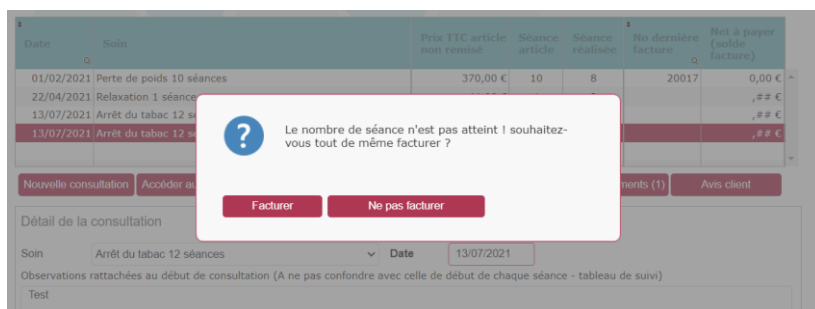 Date Soin Prix TTC article non remisé Séance article Séance réalisée No dernière facture Net à payer (solde facture)
01/02/2021 Perte de poids 10 séances 370,00 € 10 8 20017 0,00 €
22/04/2021 Relaxation 1 séance ,## €
13/07/2021 Arrêt du tabac 12 ,## €
13/07/2021 Arrêt du tabac 12 ,## €
Le nombre de séance n'est pas atteint ! souhaitez-
vous tout de même facturer ?
Facturer Ne pas facturer
Nouvelle consultation Accéder (1) Avis client
Détail de la consultation
Soin Arrêt du tabac 12 séances Date 13/07/2021
Observations rattachées au début de consultation (A ne pas confondre avec celle de début de chaque séance - tableau de suivi)
Test